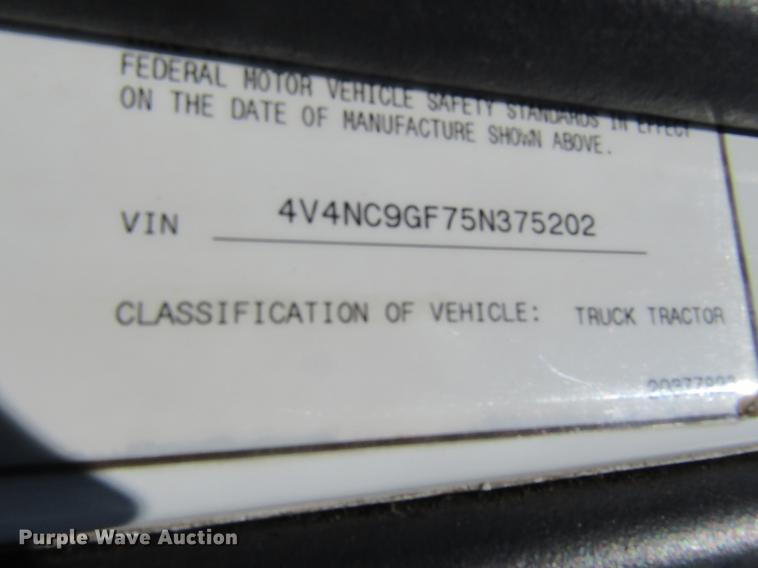 FEDERAL MOTOR VEHICLE SAFETY STANDARDS IN EFFECT
ON THE DATE OF MANUFACTURE SHOWN ABOVE.
VIN 4V4NC9GF75N375202
CLASSIFICATION OF VEHICLE: TRUCK TRACTOR
Purple Wave Auction